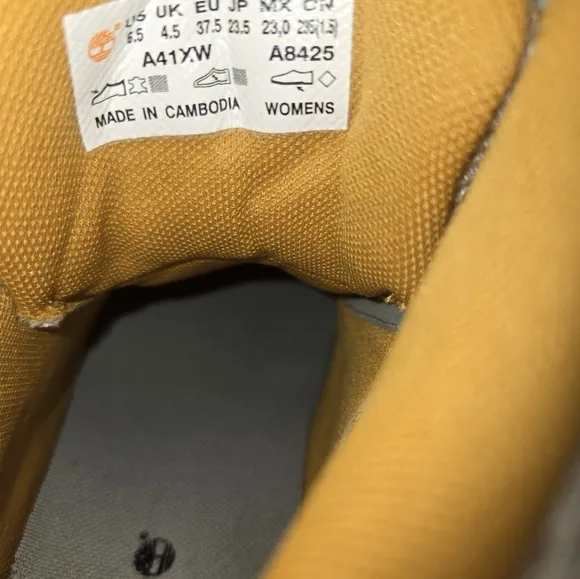 US UK EU JP MX CN
6.5 4.5 37.5 23.5 23,0 235(1.5)
A41XW A8425
MADE IN CAMBODIA WOMENS